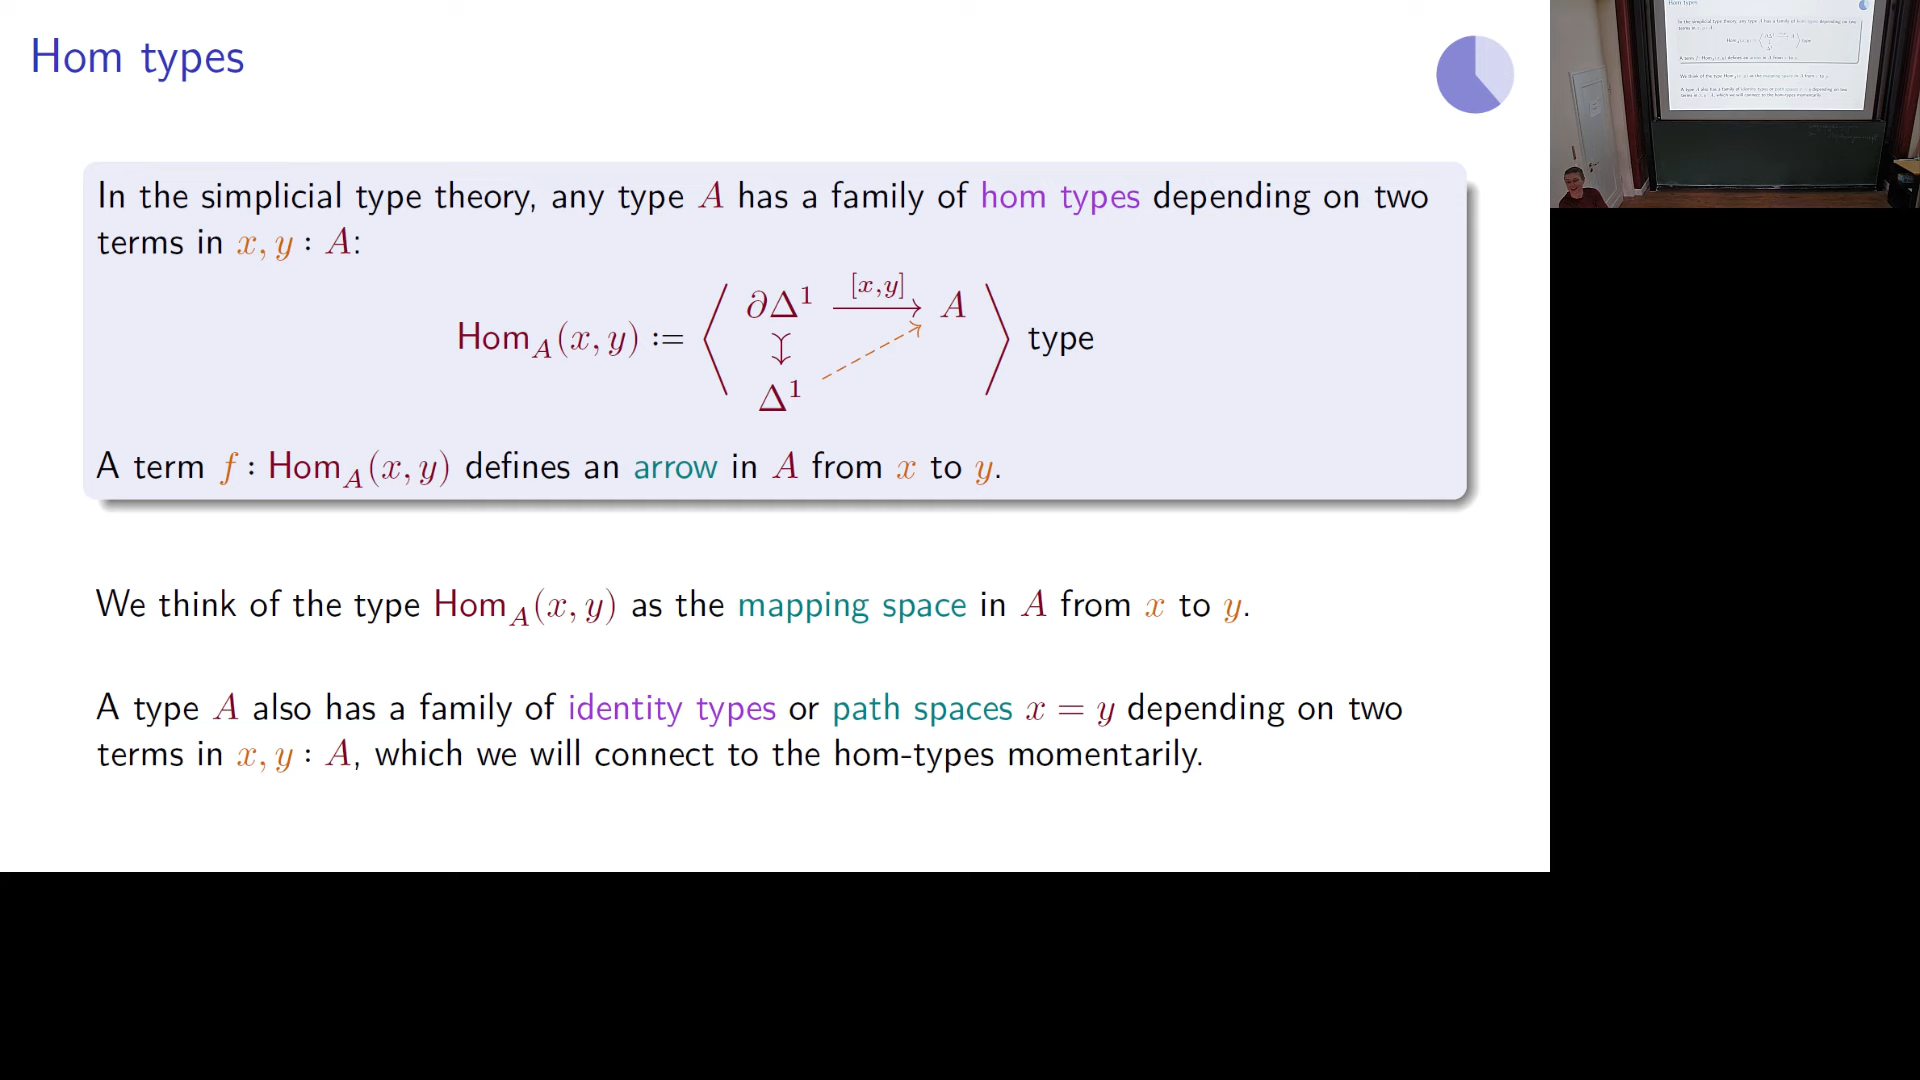 Hom types
In the simplicial type theory, any type A has a family of hom types depending on two
terms in x, y : A:
Hom_A(x, y) := ⟨ ∂Δ¹ [x,y] A Δ¹ ⟩ type
A term f : Hom_A(x, y) defines an arrow in A from x to y.
We think of the type Hom_A(x, y) as the mapping space in A from x to y.
A type A also has a family of identity types or path spaces x = y depending on two
terms in x, y : A, which we will connect to the hom-types momentarily.